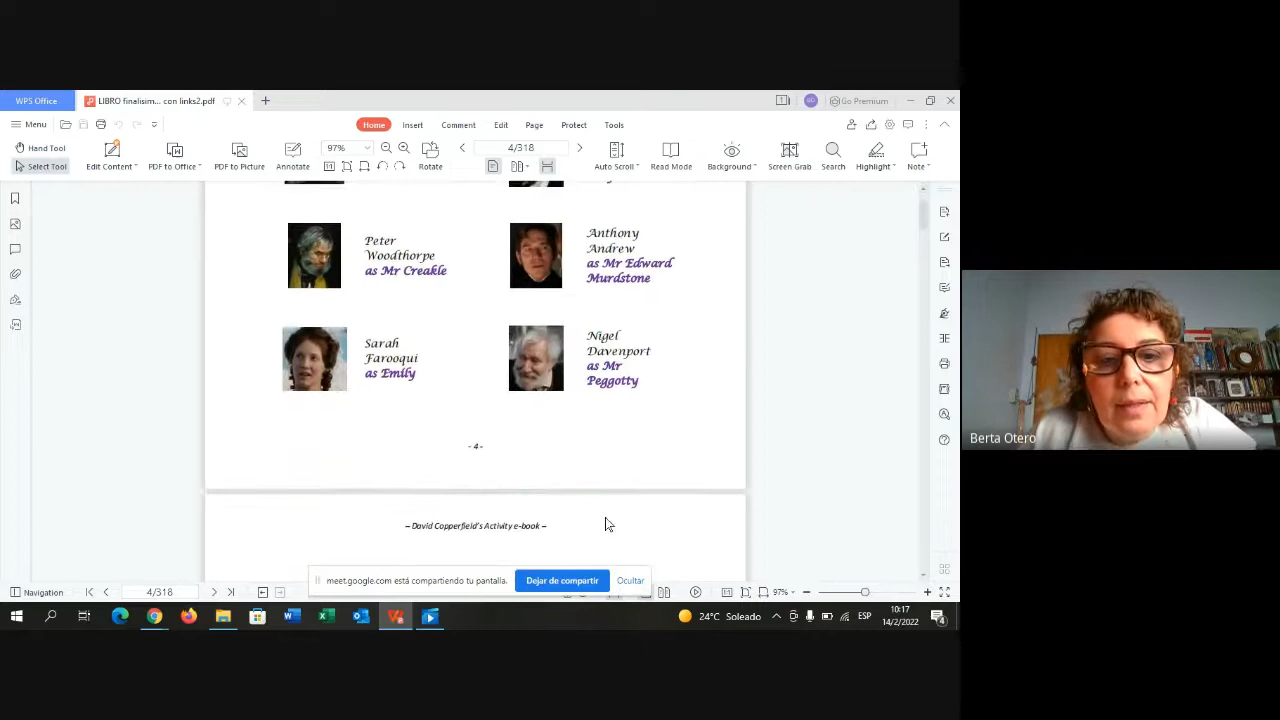 WPS Office
LIBRO finalisim... con links2.pdf
1
BO
Go Premium
Menu
Home
Insert
Comment
Edit
Page
Protect
Tools
Hand Tool
Select Tool
Edit Content
PDF to Office
PDF to Picture
Annotate
97%
Rotate
4/318
Auto Scroll
Read Mode
Background
Screen Grab
Search
Highlight
Note
Peter
Woodthorpe
as Mr Creakle
Anthony
Andrew
as Mr Edward
Murdstone
Sarah
Farooqui
as Emily
Nigel
Davenport
as Mr
Peggotty
- 4 -
– David Copperfield's Activity e-book –
meet.google.com está compartiendo tu pantalla.
Dejar de compartir
Ocultar
Navigation
4/318
97%
24°C Soleado
ESP
10:17
14/2/2022
4
Berta Otero